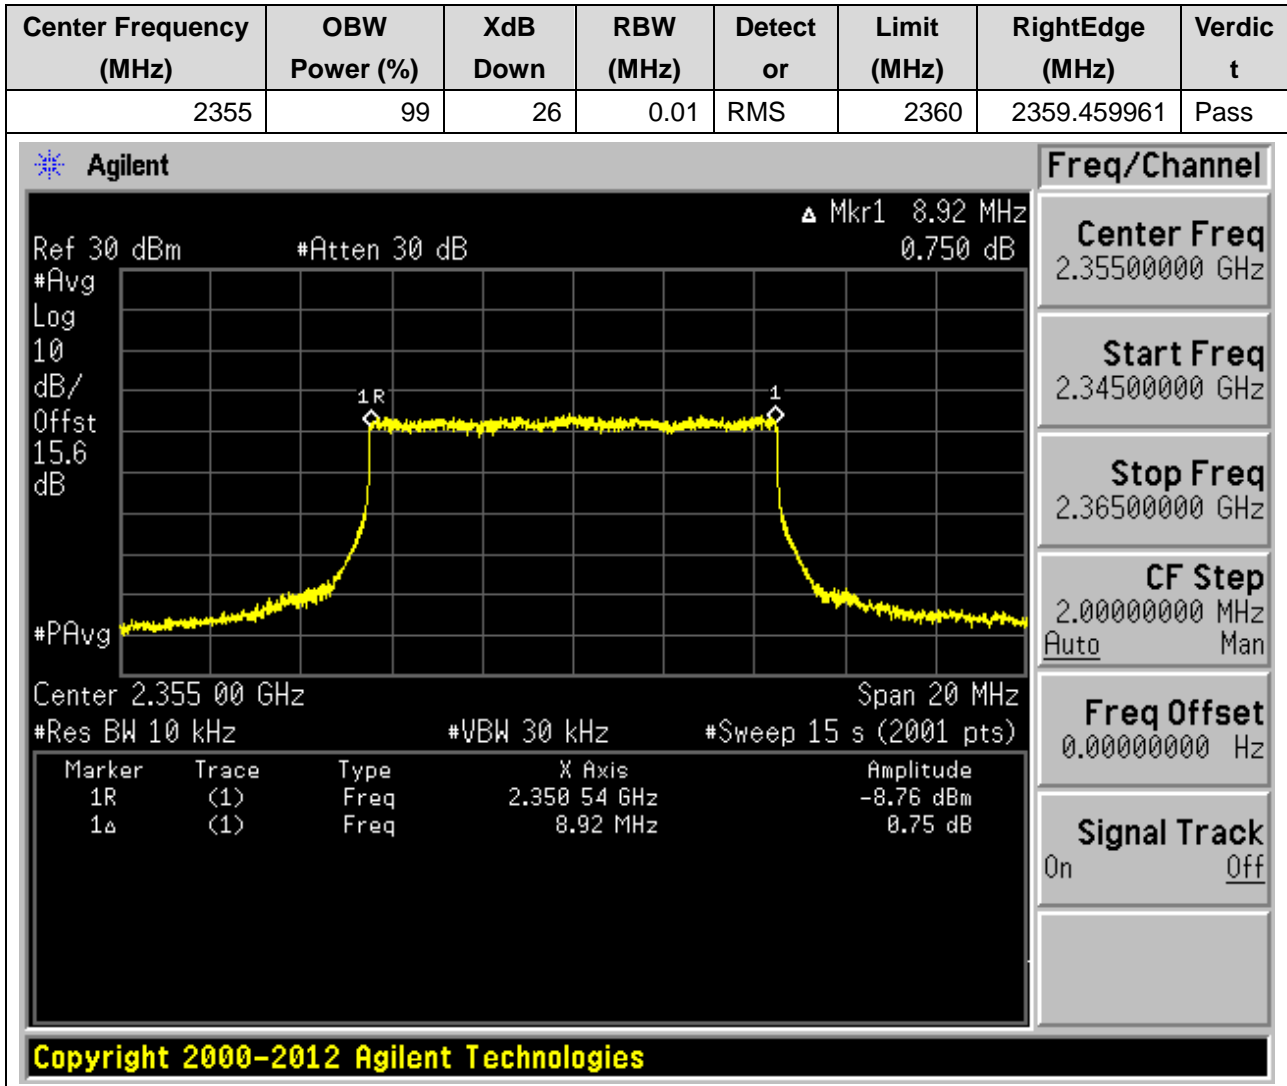 Center Frequency (MHz) OBW Power (%) XdB Down RBW (MHz) Detect or Limit (MHz) RightEdge (MHz) Verdic t
2355 99 26 0.01 RMS 2360 2359.459961 Pass
Agilent
Freq/Channel
Δ Mkr1 8.92 MHz
Ref 30 dBm #Atten 30 dB 0.750 dB
#Avg
Log
10
dB/
Offst
15.6
dB
#PAvg
1R
1
Center 2.355 00 GHz Span 20 MHz
#Res BW 10 kHz #VBW 30 kHz #Sweep 15 s (2001 pts)
Marker Trace Type X Axis Amplitude
1R (1) Freq 2.350 54 GHz -8.76 dBm
1Δ (1) Freq 8.92 MHz 0.75 dB
Center Freq
2.35500000 GHz
Start Freq
2.34500000 GHz
Stop Freq
2.36500000 GHz
CF Step
2.00000000 MHz
Auto Man
Freq Offset
0.00000000 Hz
Signal Track
On Off
Copyright 2000-2012 Agilent Technologies